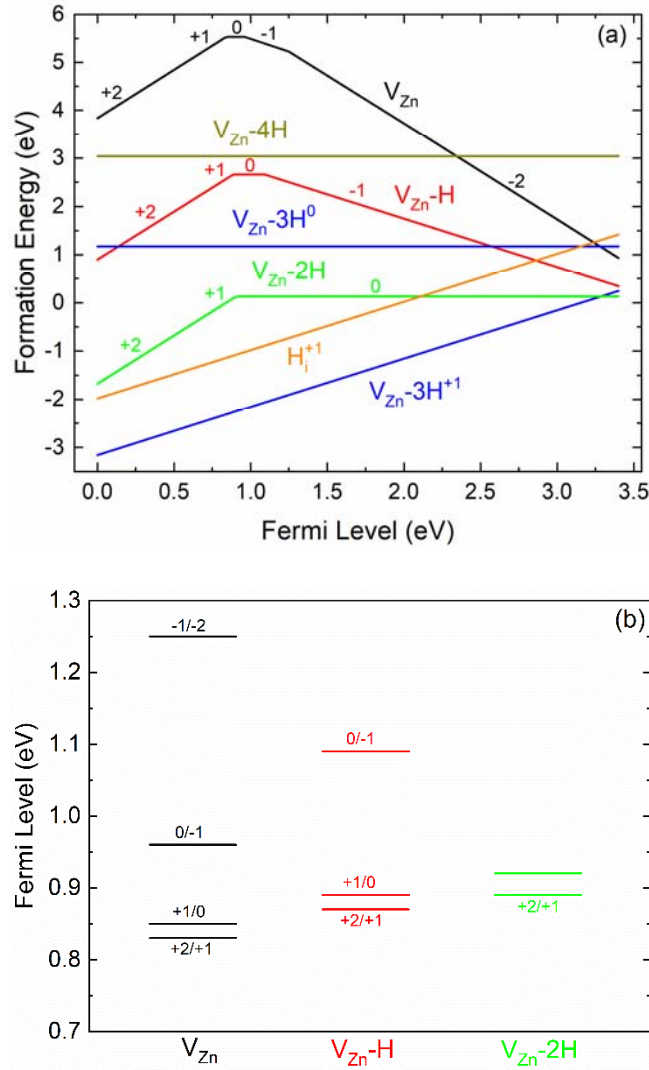 (a)
6
5
4
3
2
1
0
-1
-2
-3
Formation Energy (eV)
+2
+1
0
-1
V_Zn
-2
V_Zn-4H
+2
+1
0
-1
V_Zn-H
V_Zn-3H^0
V_Zn-2H
+2
+1
0
H_i^+1
V_Zn-3H^+1
0.0 0.5 1.0 1.5 2.0 2.5 3.0 3.5
Fermi Level (eV)
(b)
1.3
1.2
1.1
1.0
0.9
0.8
0.7
Fermi Level (eV)
-1/-2
0/-1
+1/0
+2/+1
0/-1
+1/0
+2/+1
+2/+1
V_Zn V_Zn-H V_Zn-2H